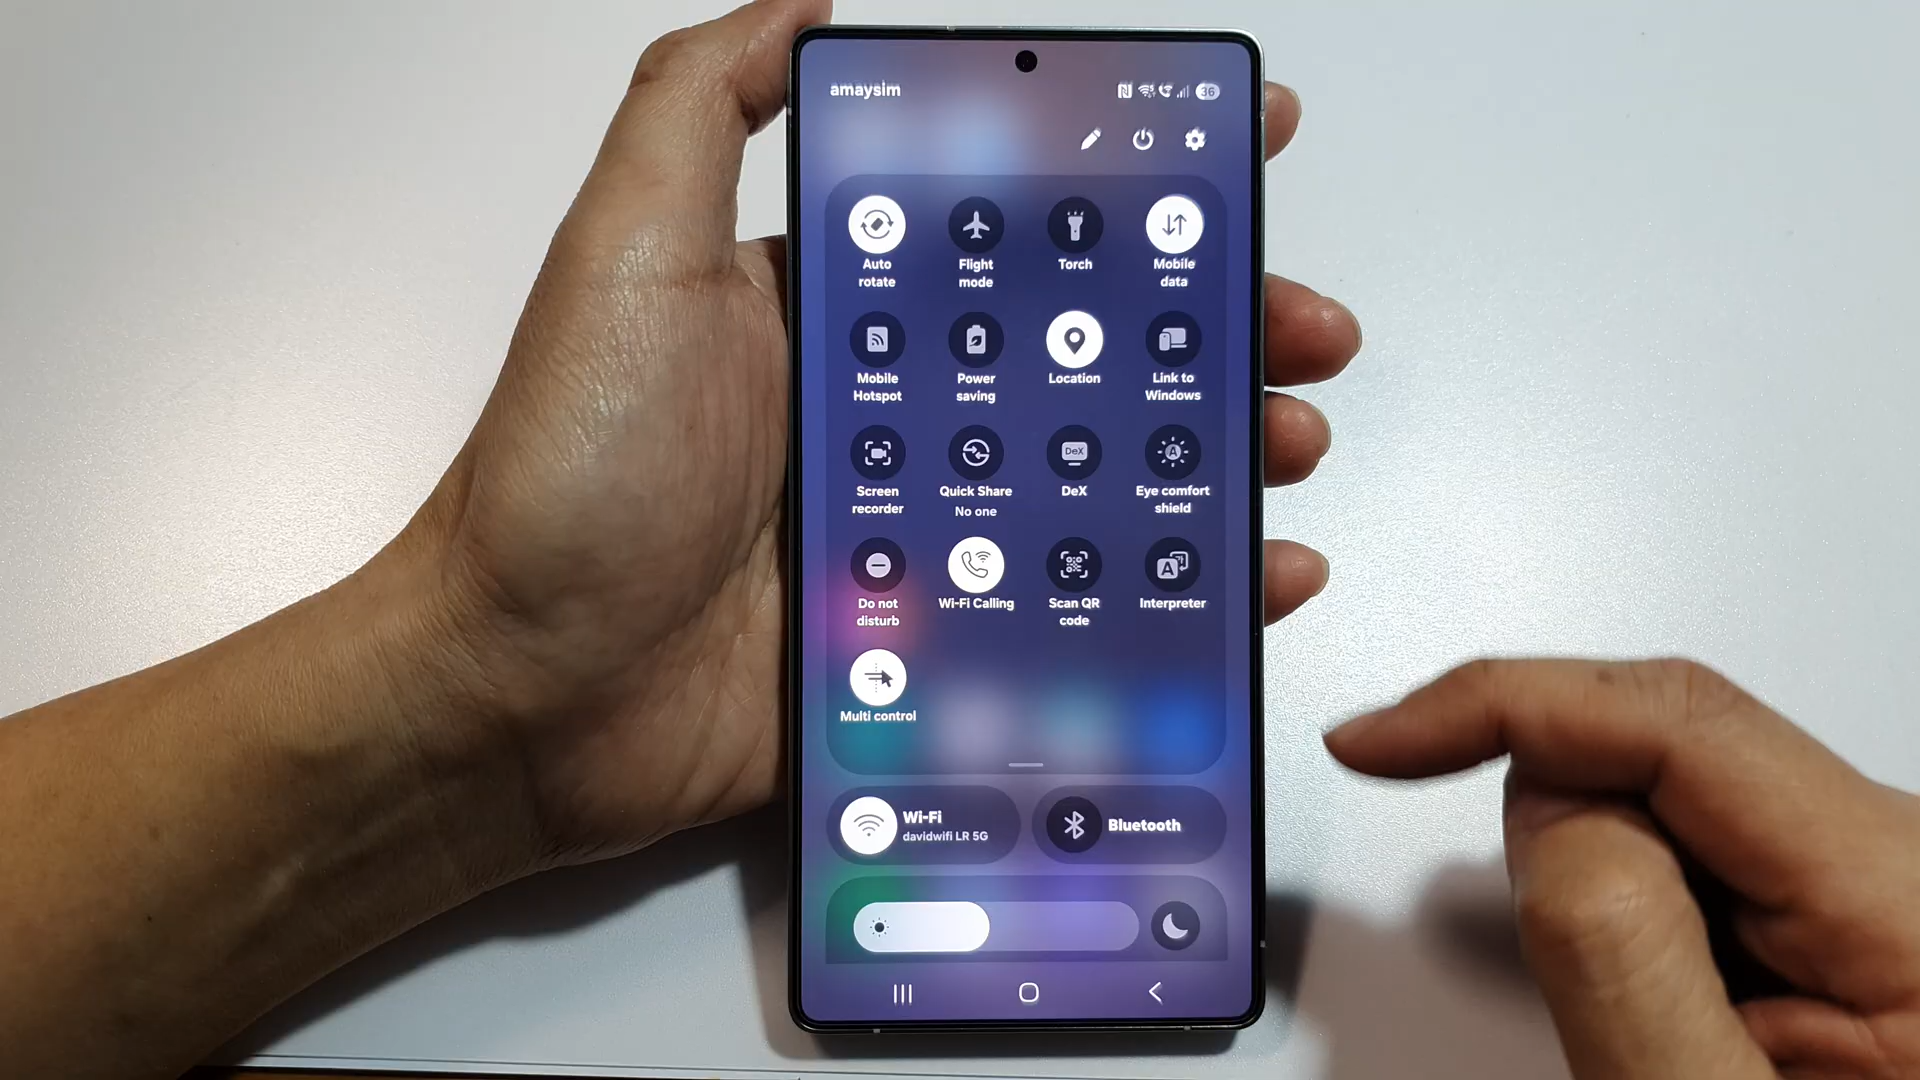 amaysim
36
Auto
rotate
Flight
mode
Torch
Mobile
data
Mobile
Hotspot
Power
saving
Location
Link to
Windows
Screen
recorder
Quick Share
No one
DeX
DeX
A
Eye comfort
shield
Do not
disturb
Wi-Fi Calling
Scan QR
code
A
Interpreter
Multi control
Wi-Fi
davidwifi LR 5G
Bluetooth